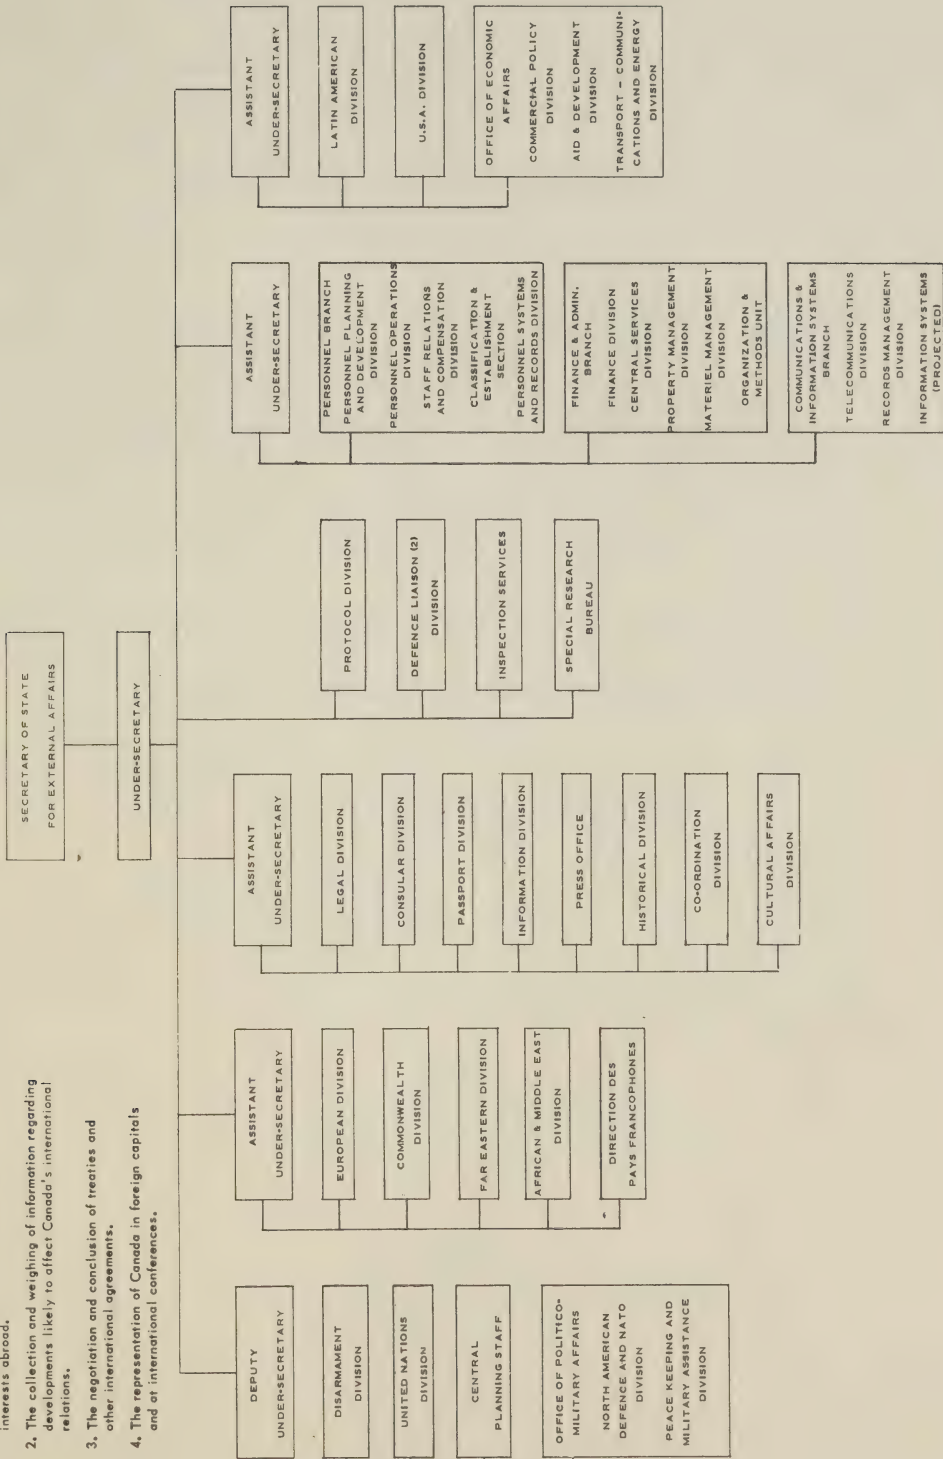 interests abroad.
2. The collection and weighing of information regarding
developments likely to affect Canada's international
relations.
3. The negotiation and conclusion of treaties and
other international agreements.
4. The representation of Canada in foreign capitals
and at international conferences.
SECRETARY OF STATE
FOR EXTERNAL AFFAIRS
UNDER-SECRETARY
DEPUTY
UNDER-SECRETARY
DISARMAMENT
DIVISION
UNITED NATIONS
DIVISION
CENTRAL
PLANNING STAFF
OFFICE OF POLITICO-
MILITARY AFFAIRS
NORTH AMERICAN
DEFENCE AND NATO
DIVISION
PEACE KEEPING AND
MILITARY ASSISTANCE
DIVISION
ASSISTANT
UNDER-SECRETARY
EUROPEAN DIVISION
COMMONWEALTH
DIVISION
FAR EASTERN DIVISION
AFRICAN & MIDDLE EAST
DIVISION
DIRECTION DES
PAYS FRANCOPHONES
ASSISTANT
UNDER-SECRETARY
LEGAL DIVISION
CONSULAR DIVISION
PASSPORT DIVISION
INFORMATION DIVISION
PRESS OFFICE
HISTORICAL DIVISION
CO-ORDINATION
DIVISION
CULTURAL AFFAIRS
DIVISION
PROTOCOL DIVISION
DEFENCE LIAISON (2)
DIVISION
INSPECTION SERVICES
SPECIAL RESEARCH
BUREAU
ASSISTANT
UNDER-SECRETARY
PERSONNEL BRANCH
PERSONNEL PLANNING
AND DEVELOPMENT
DIVISION
PERSONNEL OPERATIONS
DIVISION
STAFF RELATIONS
AND COMPENSATION
DIVISION
CLASSIFICATION &
ESTABLISHMENT
SECTION
PERSONNEL SYSTEMS
AND RECORDS DIVISION
FINANCE & ADMIN.
BRANCH
FINANCE DIVISION
CENTRAL SERVICES
DIVISION
PROPERTY MANAGEMENT
DIVISION
MATERIEL MANAGEMENT
DIVISION
ORGANIZATION &
METHODS UNIT
COMMUNICATIONS &
INFORMATION SYSTEMS
BRANCH
TELECOMMUNICATIONS
DIVISION
RECORDS MANAGEMENT
DIVISION
INFORMATION SYSTEMS
(PROJECTED)
ASSISTANT
UNDER-SECRETARY
LATIN AMERICAN
DIVISION
U.S.A. DIVISION
OFFICE OF ECONOMIC
AFFAIRS
COMMERCIAL POLICY
DIVISION
AID & DEVELOPMENT
DIVISION
TRANSPORT – COMMUNI-
CATIONS AND ENERGY
DIVISION